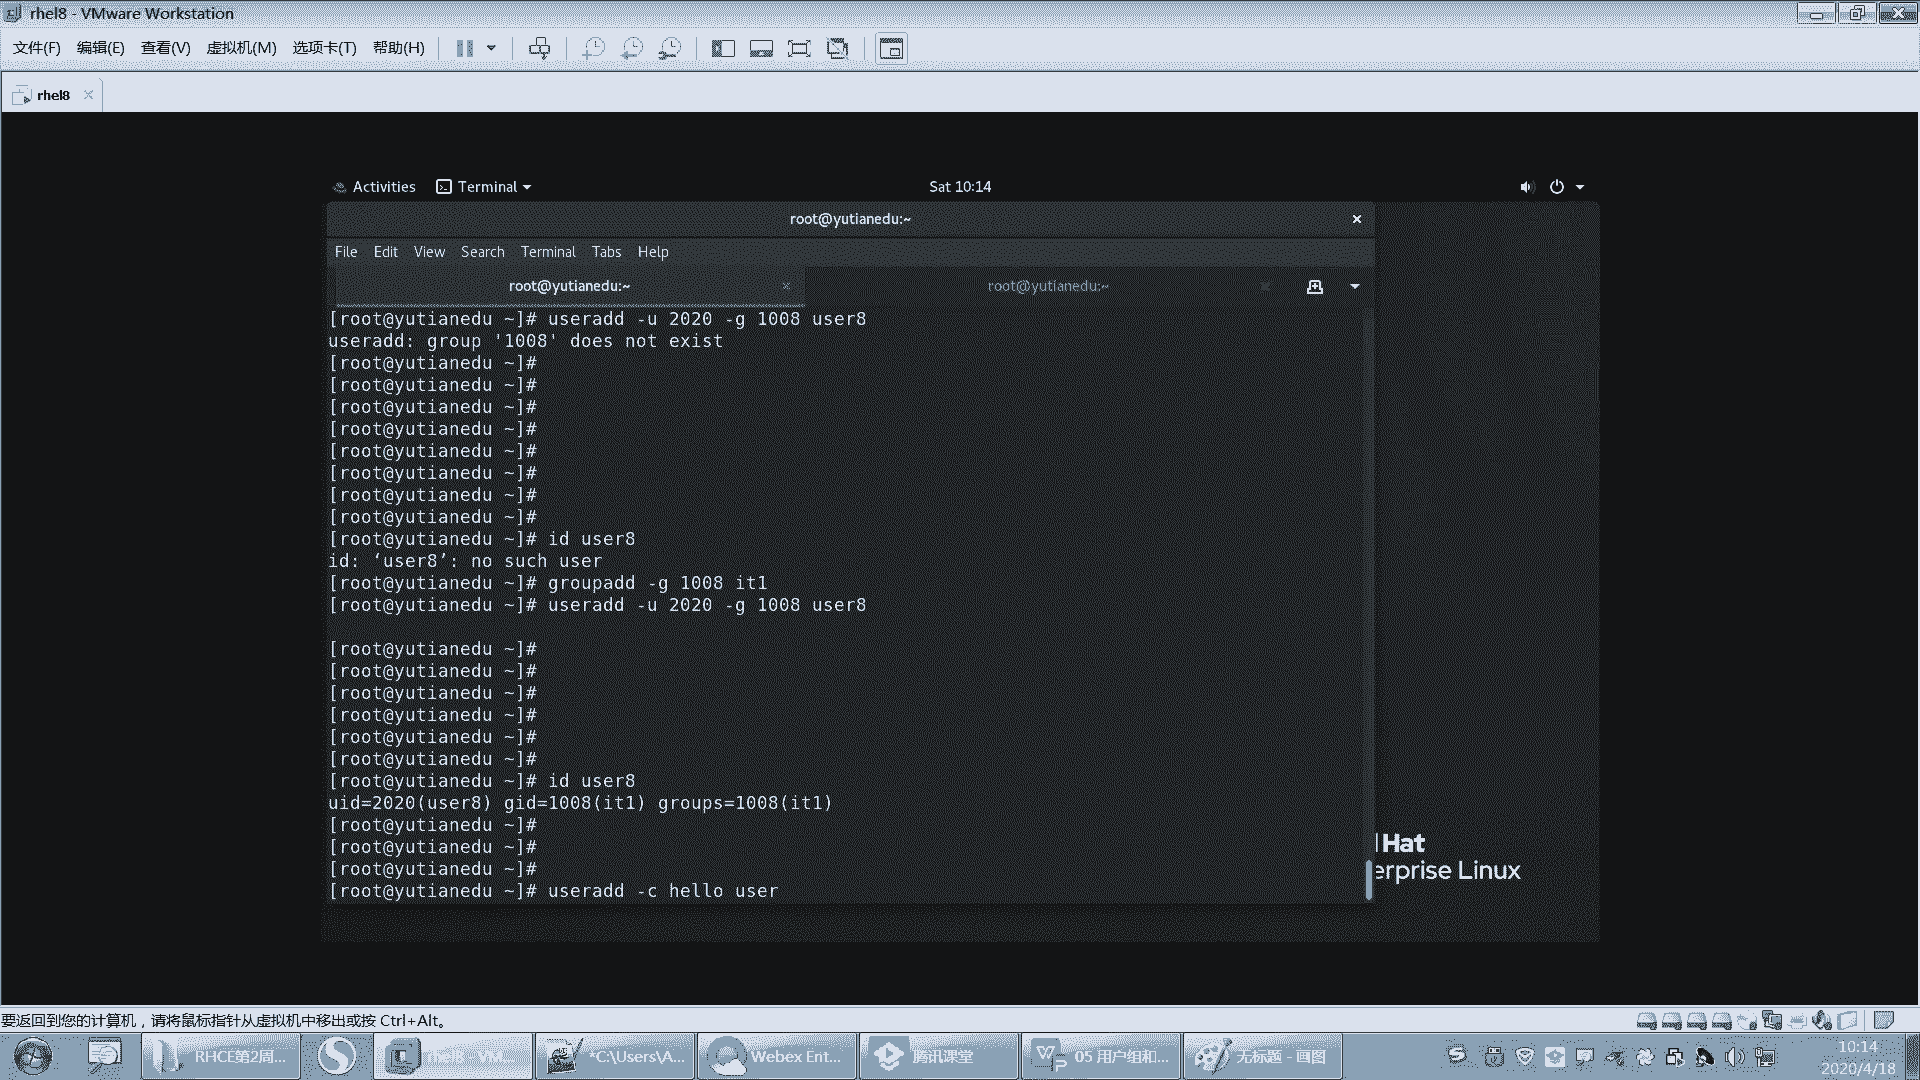 rhel8 - VMware Workstation
文件(F) 编辑(E) 查看(V) 虚拟机(M) 选项卡(T) 帮助(H)
rhel8
Activities Terminal Sat 10:14
root@yutianedu:~
File Edit View Search Terminal Tabs Help
root@yutianedu:~ root@yutianedu:~
[root@yutianedu ~]# useradd -u 2020 -g 1008 user8
useradd: group '1008' does not exist
[root@yutianedu ~]#
[root@yutianedu ~]#
[root@yutianedu ~]#
[root@yutianedu ~]#
[root@yutianedu ~]#
[root@yutianedu ~]#
[root@yutianedu ~]#
[root@yutianedu ~]#
[root@yutianedu ~]# id user8
id: ‘user8’: no such user
[root@yutianedu ~]# groupadd -g 1008 it1
[root@yutianedu ~]# useradd -u 2020 -g 1008 user8
[root@yutianedu ~]#
[root@yutianedu ~]#
[root@yutianedu ~]#
[root@yutianedu ~]#
[root@yutianedu ~]#
[root@yutianedu ~]#
[root@yutianedu ~]# id user8
uid=2020(user8) gid=1008(it1) groups=1008(it1)
[root@yutianedu ~]#
[root@yutianedu ~]#
[root@yutianedu ~]#
[root@yutianedu ~]# useradd -c hello user
Hat
erprise Linux
要返回到您的计算机，请将鼠标指针从虚拟机中移出或按 Ctrl+Alt。
RHCE第2周... rhel8 - VM... *C:\Users\A... Webex Ent... 腾讯课堂 05 用户组和... 无标题 - 画图 10:14
2020/4/18